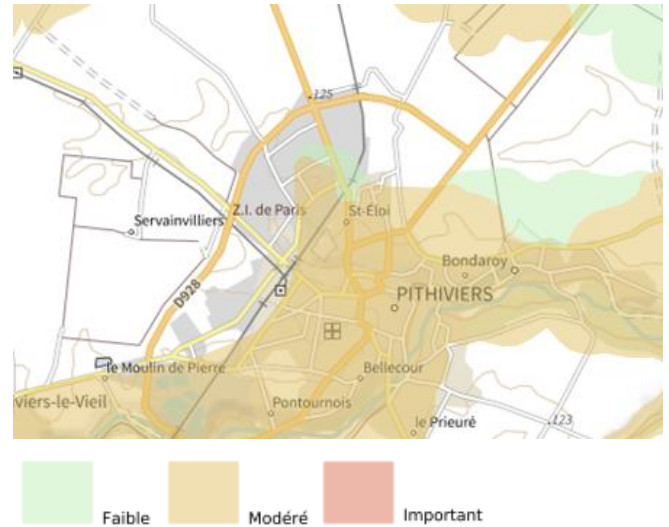 125
Z.I. de Paris
St-Éloi
Servainvilliers
Bondaroy
D928
PITHIVIERS
le Moulin de Pierre
Bellecour
viers-le-Vieil
Pontournois
le Prieuré
123
Faible Modéré Important